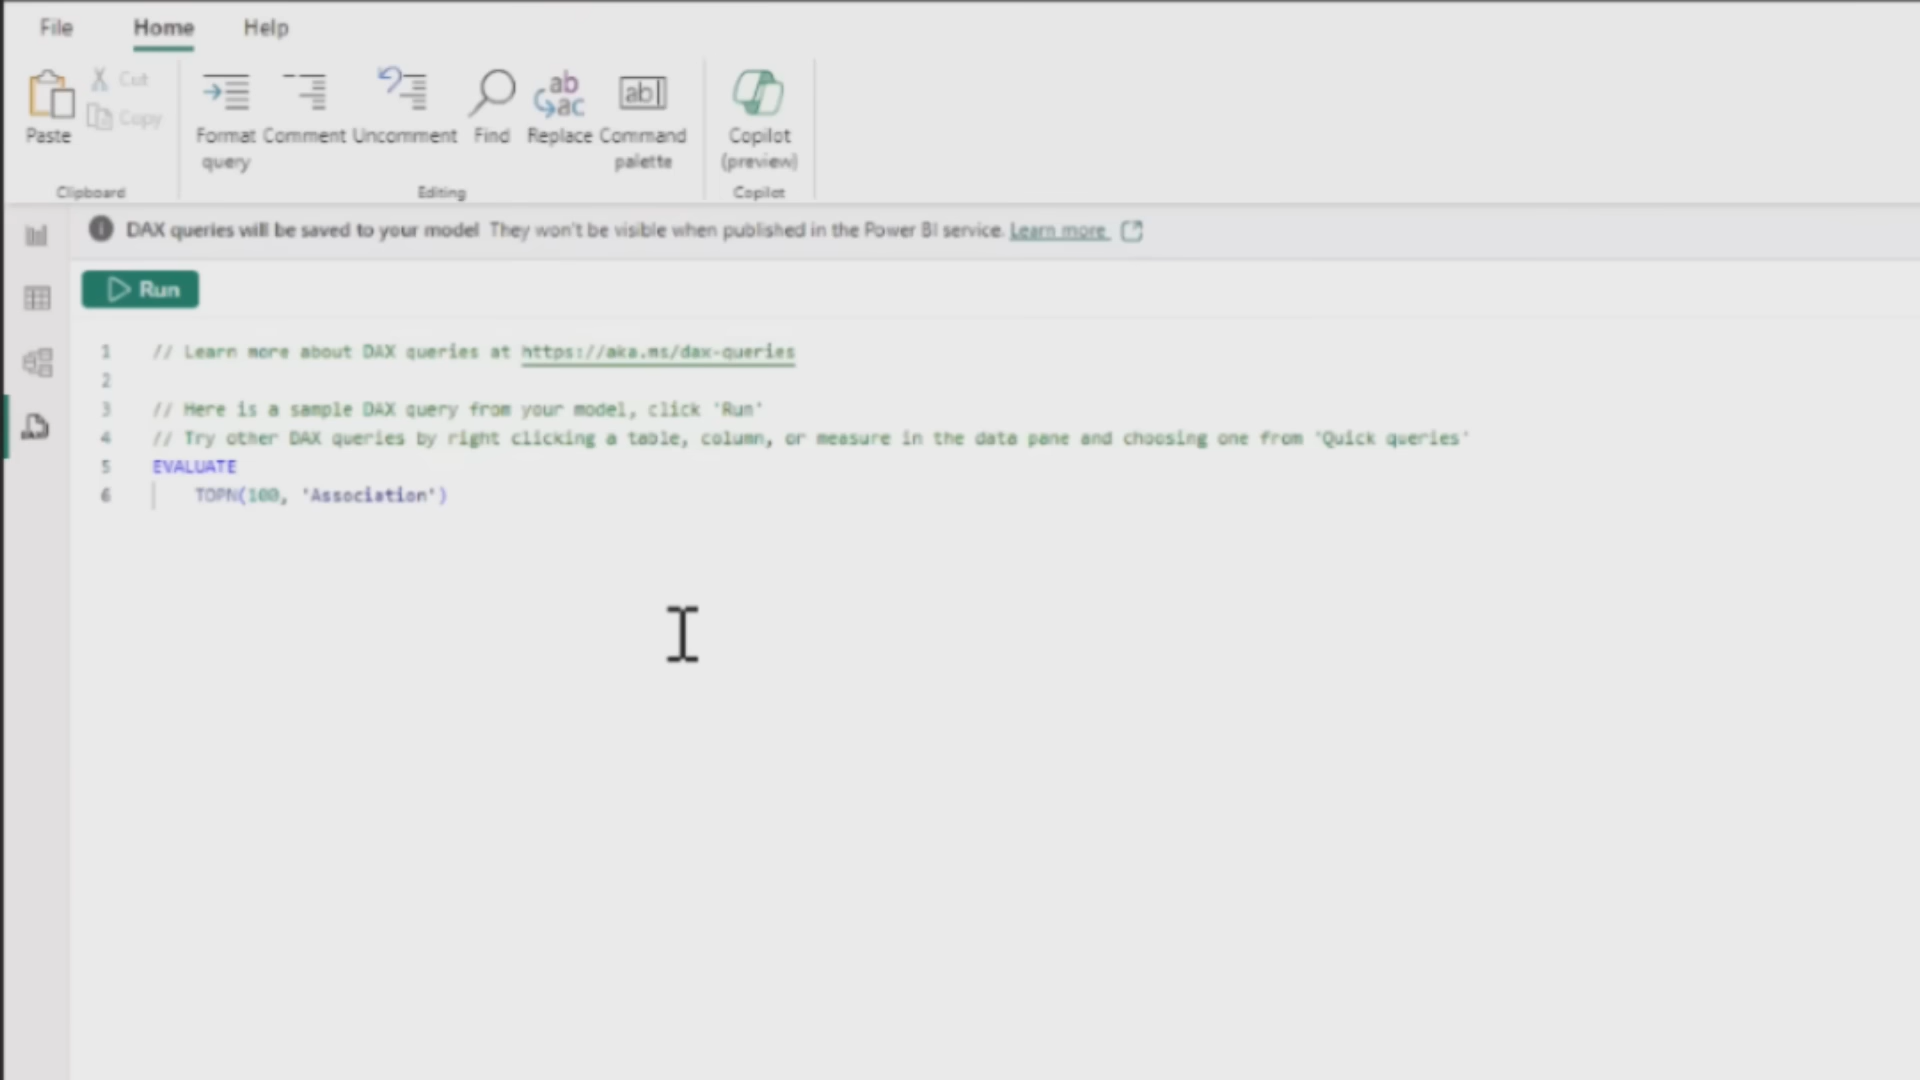 File Home Help
Paste
Cut
Copy
Format query
Comment
Uncomment
Find
Replace
Command palette
Copilot (preview)
Clipboard
Editing
Copilot
DAX queries will be saved to your model They won't be visible when published in the Power BI service. Learn more
Run
1 // Learn more about DAX queries at https://aka.ms/dax-queries
2
3 // Here is a sample DAX query from your model, click 'Run'
4 // Try other DAX queries by right clicking a table, column, or measure in the data pane and choosing one from 'Quick queries'
5 EVALUATE
6 TOPN(100, 'Association')